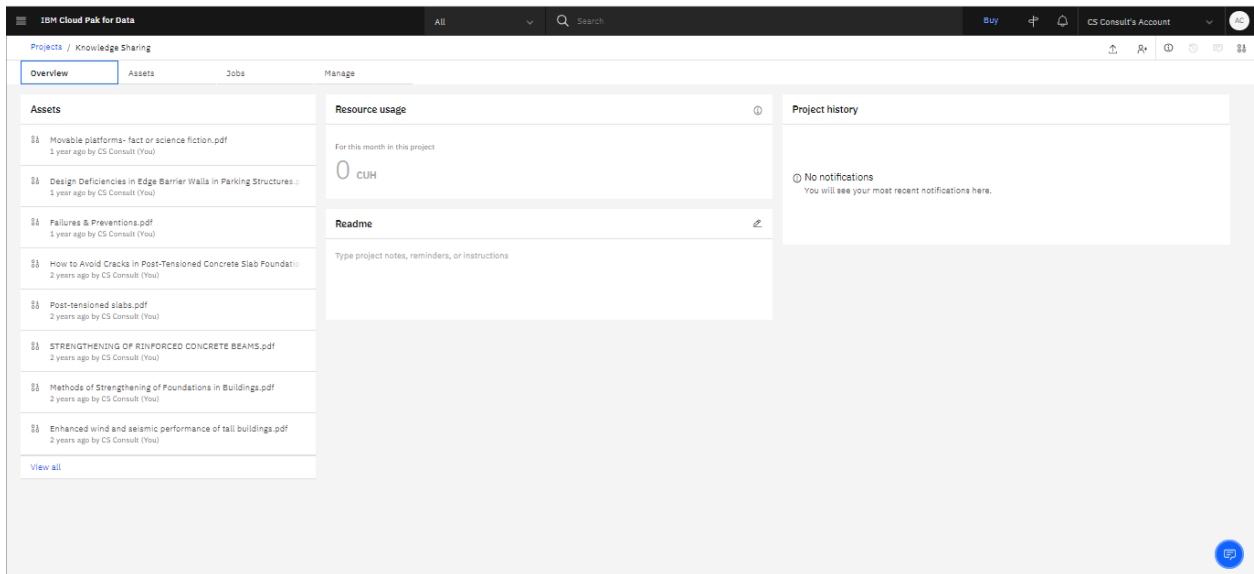 IBM Cloud Pak for Data
All
Search
Buy
CS Consult's Account
AC
Projects / Knowledge Sharing
Overview
Assets
Jobs
Manage
Assets
Movable platforms- fact or science fiction.pdf
1 year ago by CS Consult (You)
Design Deficiencies in Edge Barrier Walls in Parking Structures.p
1 year ago by CS Consult (You)
Failures & Preventions.pdf
1 year ago by CS Consult (You)
How to Avoid Cracks in Post-Tensioned Concrete Slab Foundatio
2 years ago by CS Consult (You)
Post-tensioned slabs.pdf
2 years ago by CS Consult (You)
STRENGTHENING OF RINFORCED CONCRETE BEAMS.pdf
2 years ago by CS Consult (You)
Methods of Strengthening of Foundations in Buildings.pdf
2 years ago by CS Consult (You)
Enhanced wind and seismic performance of tall buildings.pdf
2 years ago by CS Consult (You)
View all
Resource usage
For this month in this project
0 CUH
Readme
Type project notes, reminders, or instructions
Project history
No notifications
You will see your most recent notifications here.